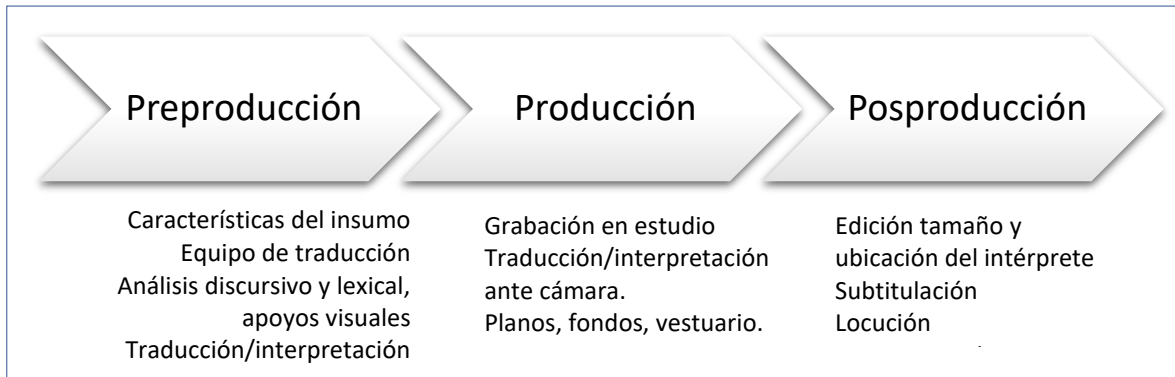 Preproducción
Producción
Posproducción
Características del insumo
Equipo de traducción
Análisis discursivo y lexical,
apoyos visuales
Traducción/interpretación
Grabación en estudio
Traducción/interpretación
ante cámara.
Planos, fondos, vestuario.
Edición tamaño y
ubicación del intérprete
Subtitulación
Locución